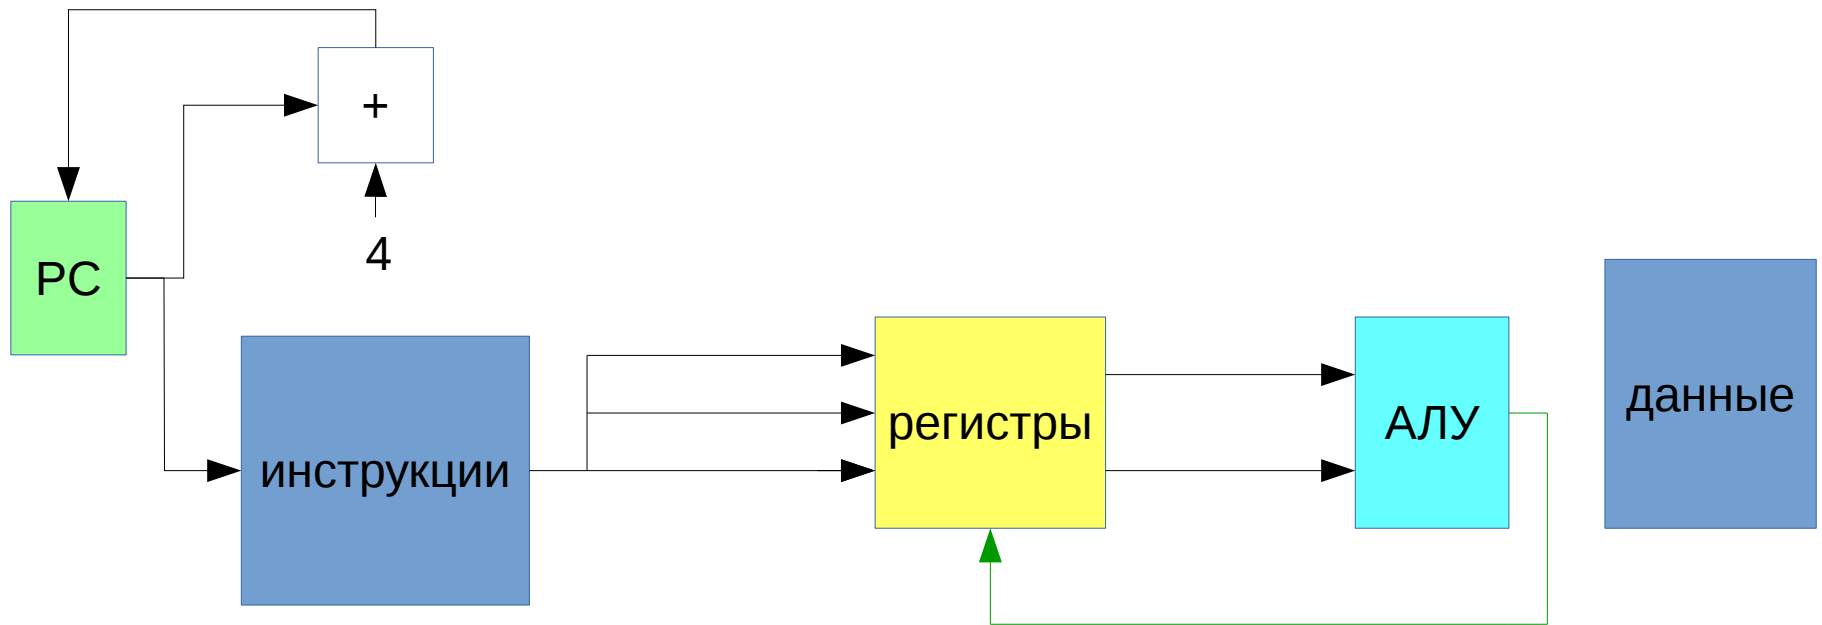 +
4
PC
инструкции
регистры
АЛУ
данные